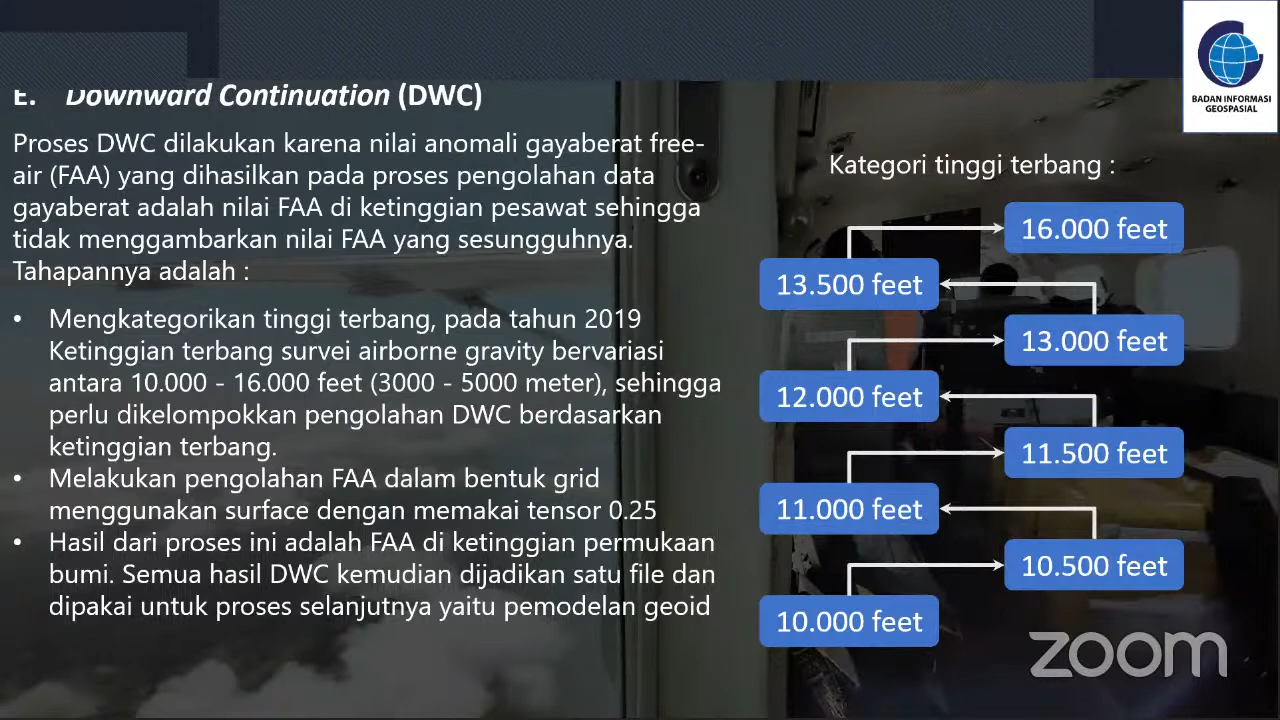 E. Downward Continuation (DWC)
Proses DWC dilakukan karena nilai anomali gayaberat free-
air (FAA) yang dihasilkan pada proses pengolahan data
gayaberat adalah nilai FAA di ketinggian pesawat sehingga
tidak menggambarkan nilai FAA yang sesungguhnya.
Tahapannya adalah :
• Mengkategorikan tinggi terbang, pada tahun 2019
Ketinggian terbang survei airborne gravity bervariasi
antara 10.000 - 16.000 feet (3000 - 5000 meter), sehingga
perlu dikelompokkan pengolahan DWC berdasarkan
ketinggian terbang.
• Melakukan pengolahan FAA dalam bentuk grid
menggunakan surface dengan memakai tensor 0.25
• Hasil dari proses ini adalah FAA di ketinggian permukaan
bumi. Semua hasil DWC kemudian dijadikan satu file dan
dipakai untuk proses selanjutnya yaitu pemodelan geoid
BADAN INFORMASI
GEOSPASIAL
Kategori tinggi terbang :
16.000 feet
13.500 feet
13.000 feet
12.000 feet
11.500 feet
11.000 feet
10.500 feet
10.000 feet
zoom